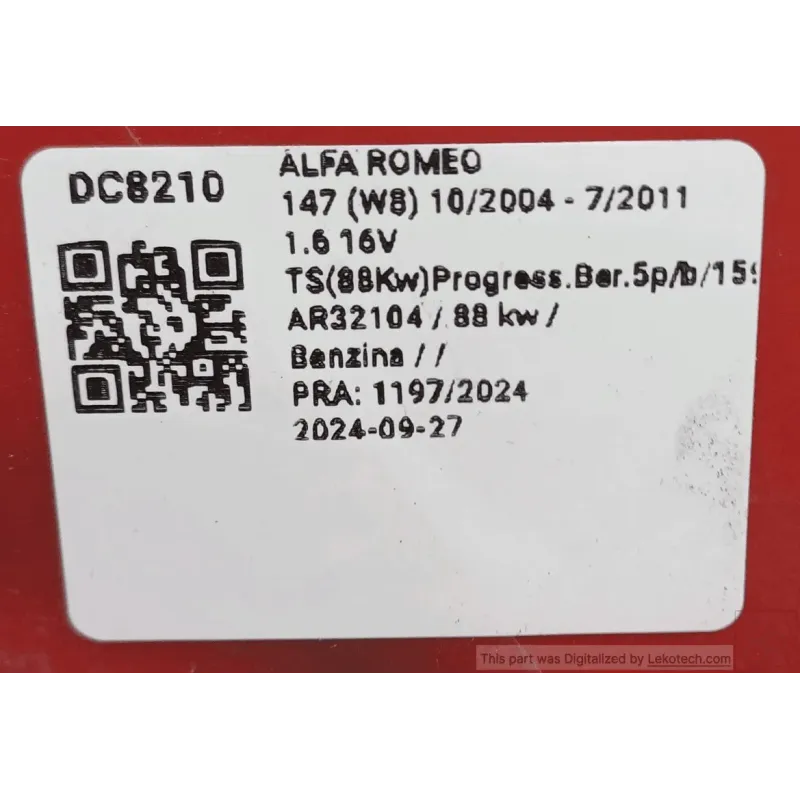 DC8210
ALFA ROMEO
147 (W8) 10/2004 - 7/2011
1.6 16V
TS(88Kw)Progress.Ber.5p/b/159
AR32104 / 88 kw /
Benzina / /
PRA: 1197/2024
2024-09-27
This part was Digitalized by Lekotech.com